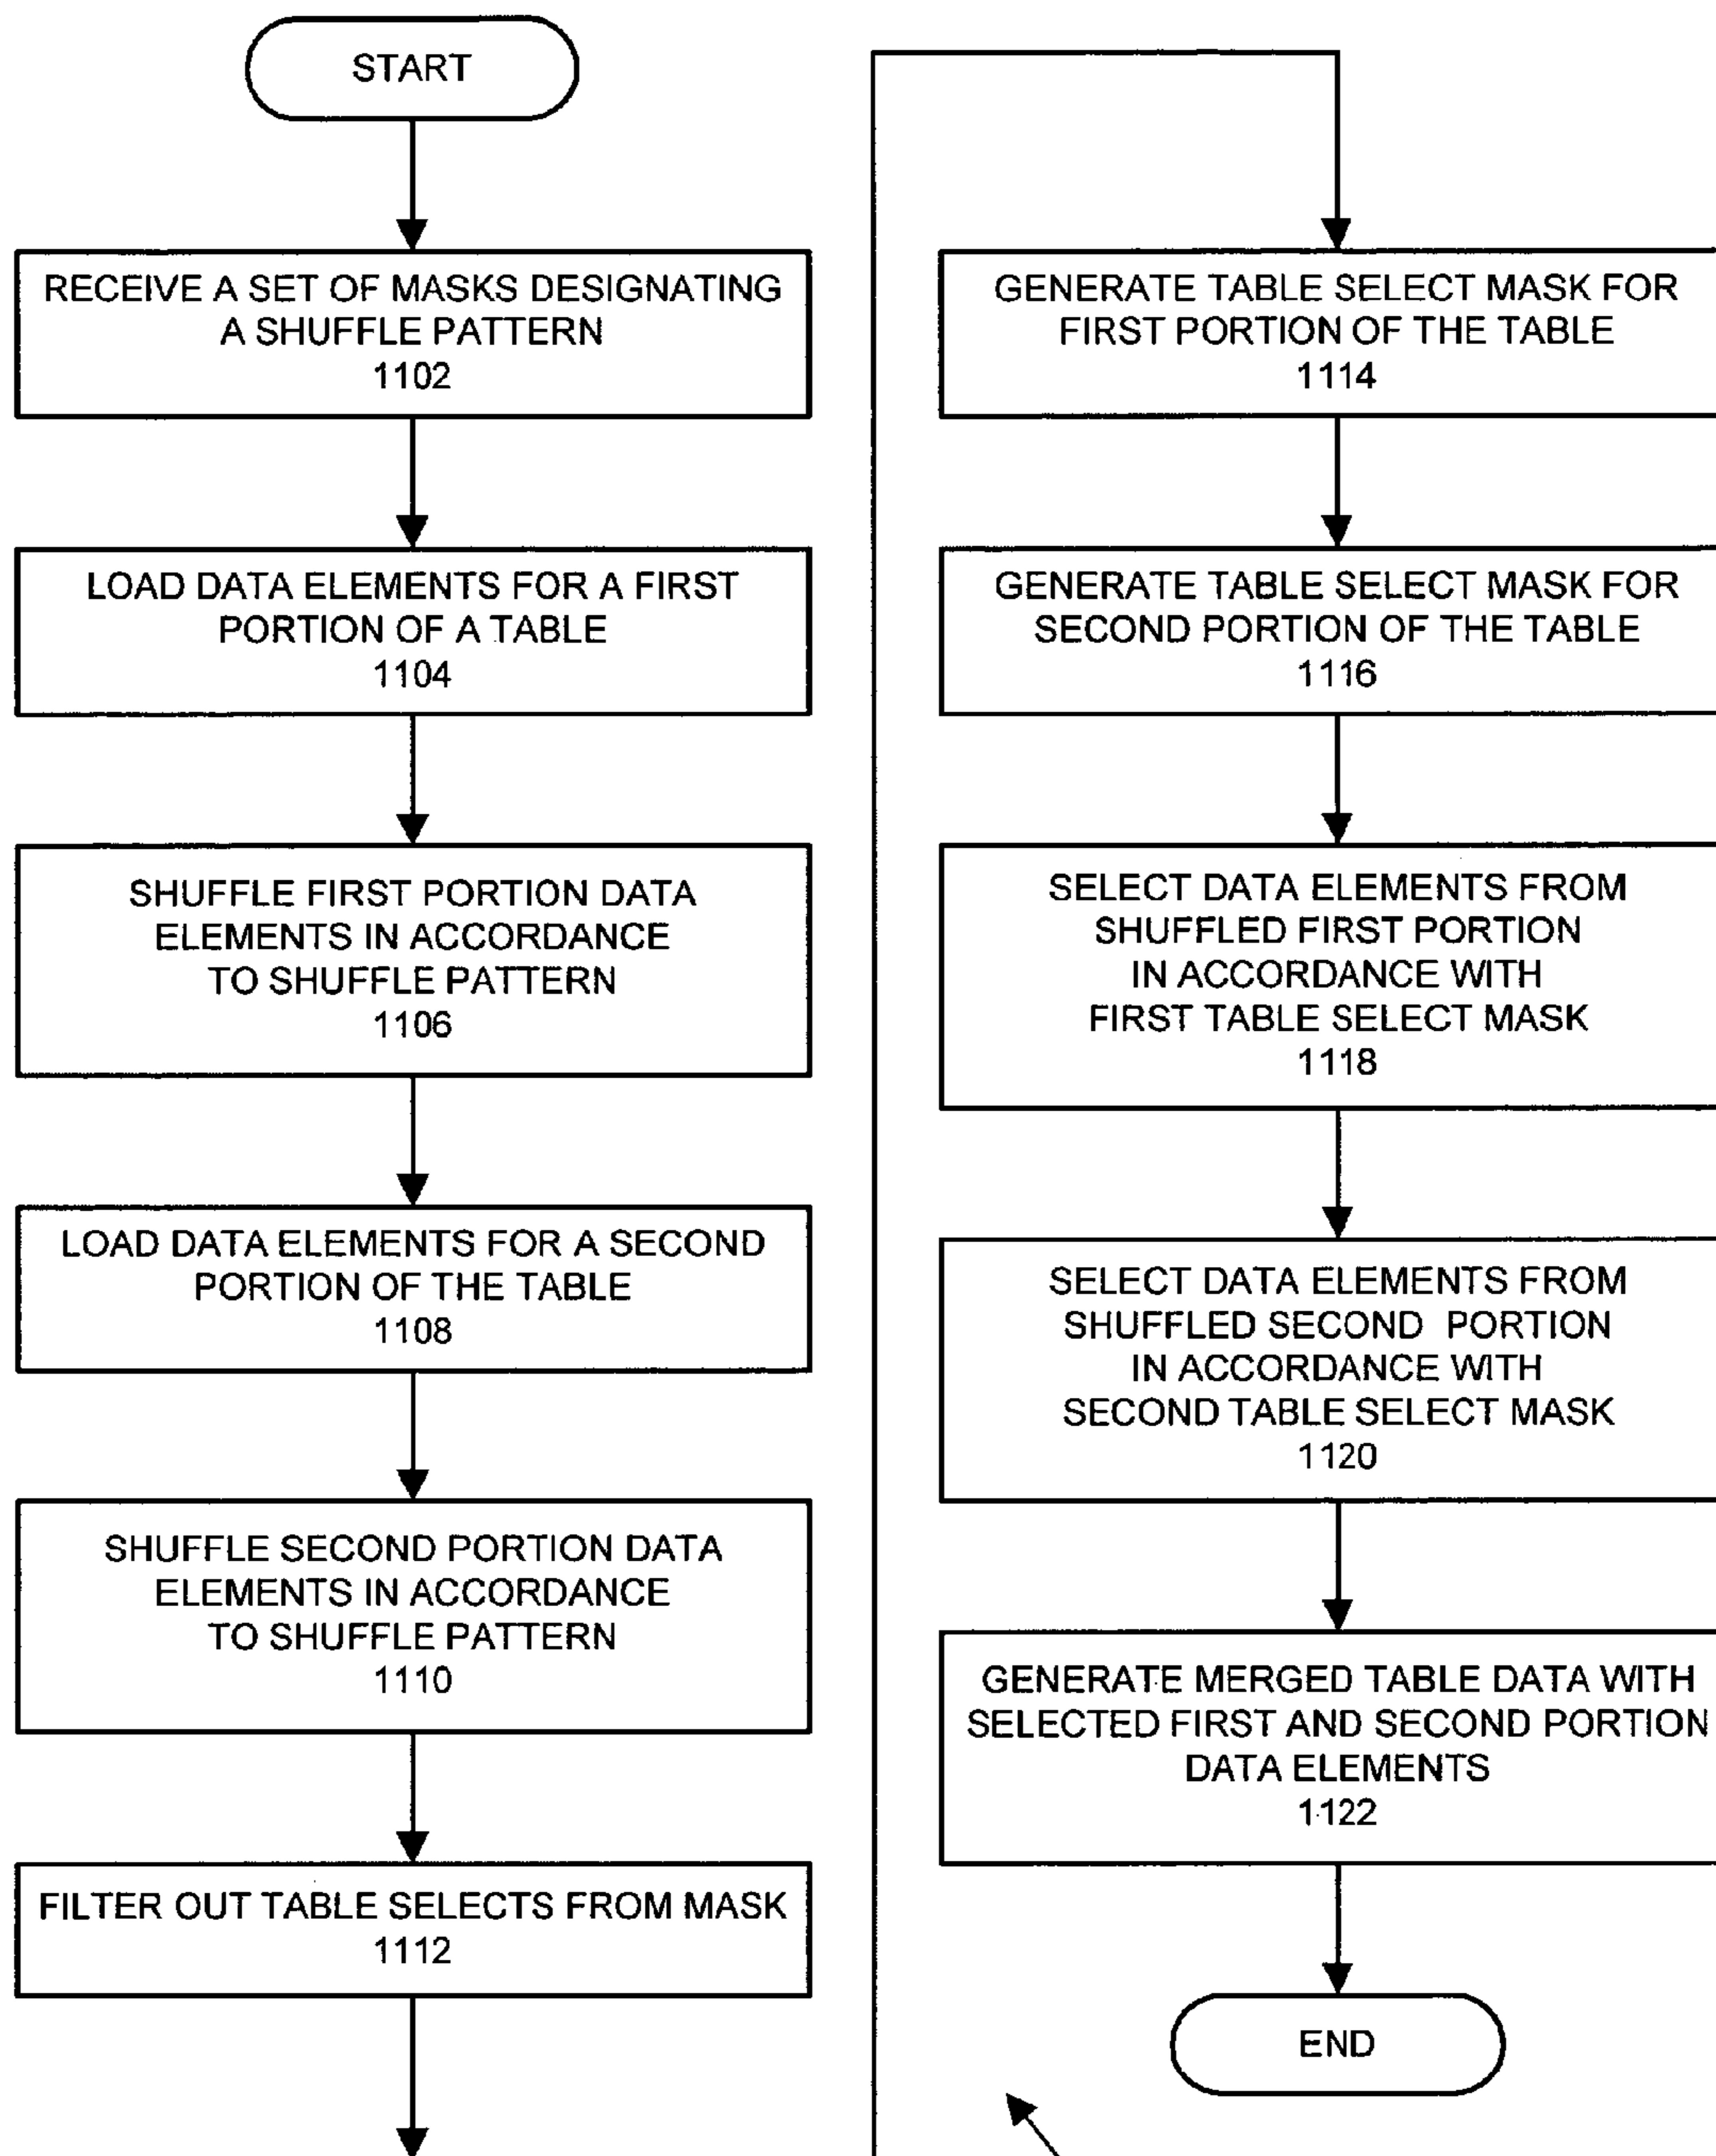 START
RECEIVE A SET OF MASKS DESIGNATING
A SHUFFLE PATTERN
1102
LOAD DATA ELEMENTS FOR A FIRST
PORTION OF A TABLE
1104
SHUFFLE FIRST PORTION DATA
ELEMENTS IN ACCORDANCE
TO SHUFFLE PATTERN
1106
LOAD DATA ELEMENTS FOR A SECOND
PORTION OF THE TABLE
1108
SHUFFLE SECOND PORTION DATA
ELEMENTS IN ACCORDANCE
TO SHUFFLE PATTERN
1110
FILTER OUT TABLE SELECTS FROM MASK
1112
GENERATE TABLE SELECT MASK FOR
FIRST PORTION OF THE TABLE
1114
GENERATE TABLE SELECT MASK FOR
SECOND PORTION OF THE TABLE
1116
SELECT DATA ELEMENTS FROM
SHUFFLED FIRST PORTION
IN ACCORDANCE WITH
FIRST TABLE SELECT MASK
1118
SELECT DATA ELEMENTS FROM
SHUFFLED SECOND PORTION
IN ACCORDANCE WITH
SECOND TABLE SELECT MASK
1120
GENERATE MERGED TABLE DATA WITH
SELECTED FIRST AND SECOND PORTION
DATA ELEMENTS
1122
END